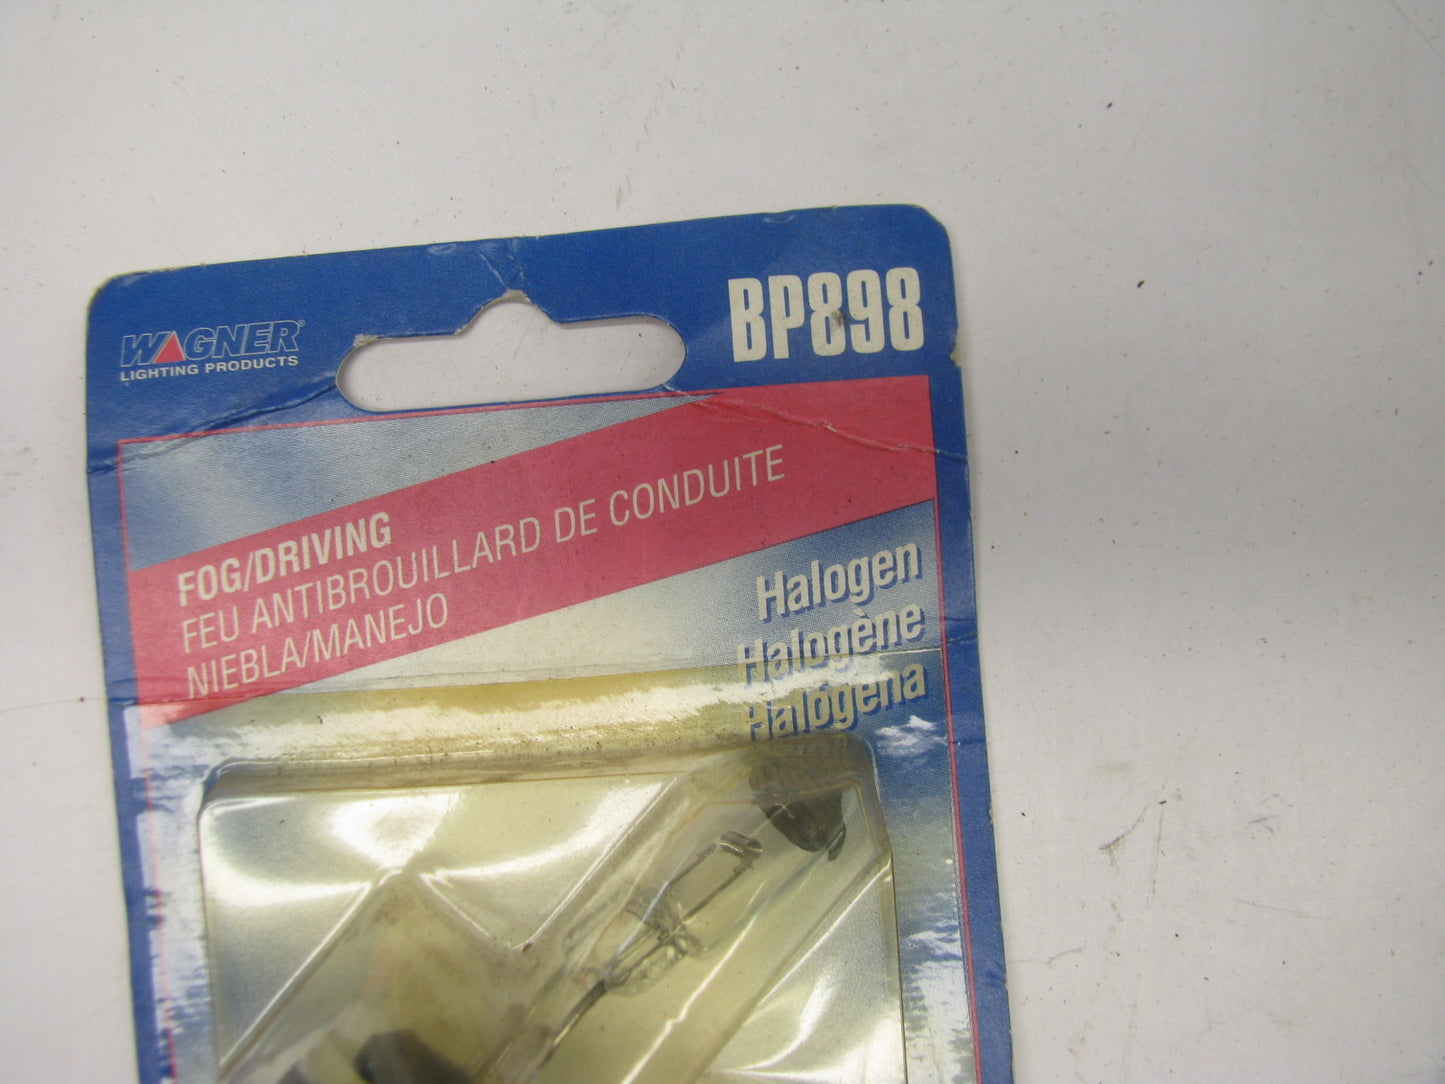 WAGNER®
LIGHTING PRODUCTS
BP898
FOG/DRIVING
FEU ANTIBROUILLARD DE CONDUITE
NIEBLA/MANEJO
Halogen
Halogène
Halógena